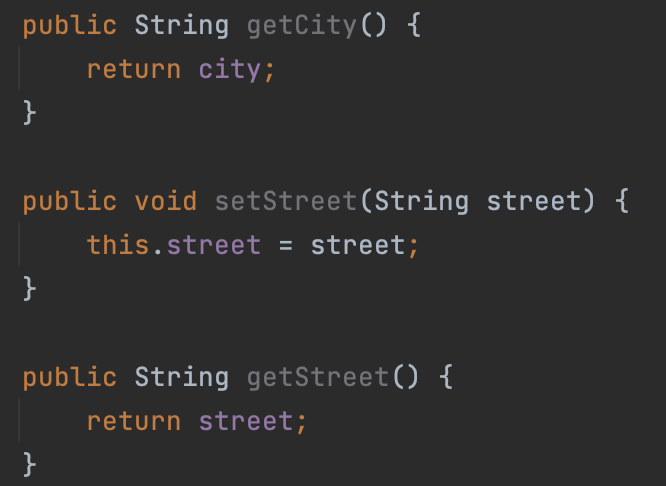 public String getCity() {
    return city;
}

public void setStreet(String street) {
    this.street = street;
}

public String getStreet() {
    return street;
}